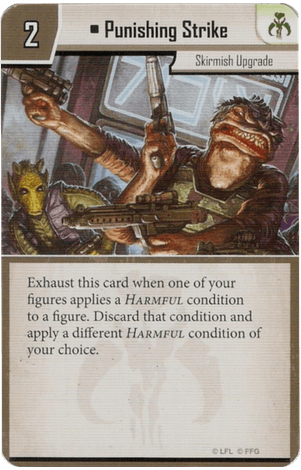 2
▪ Punishing Strike
Skirmish Upgrade
Exhaust this card when one of your
figures applies a HARMFUL condition
to a figure. Discard that condition and
apply a different HARMFUL condition of
your choice.
© LFL © FFG